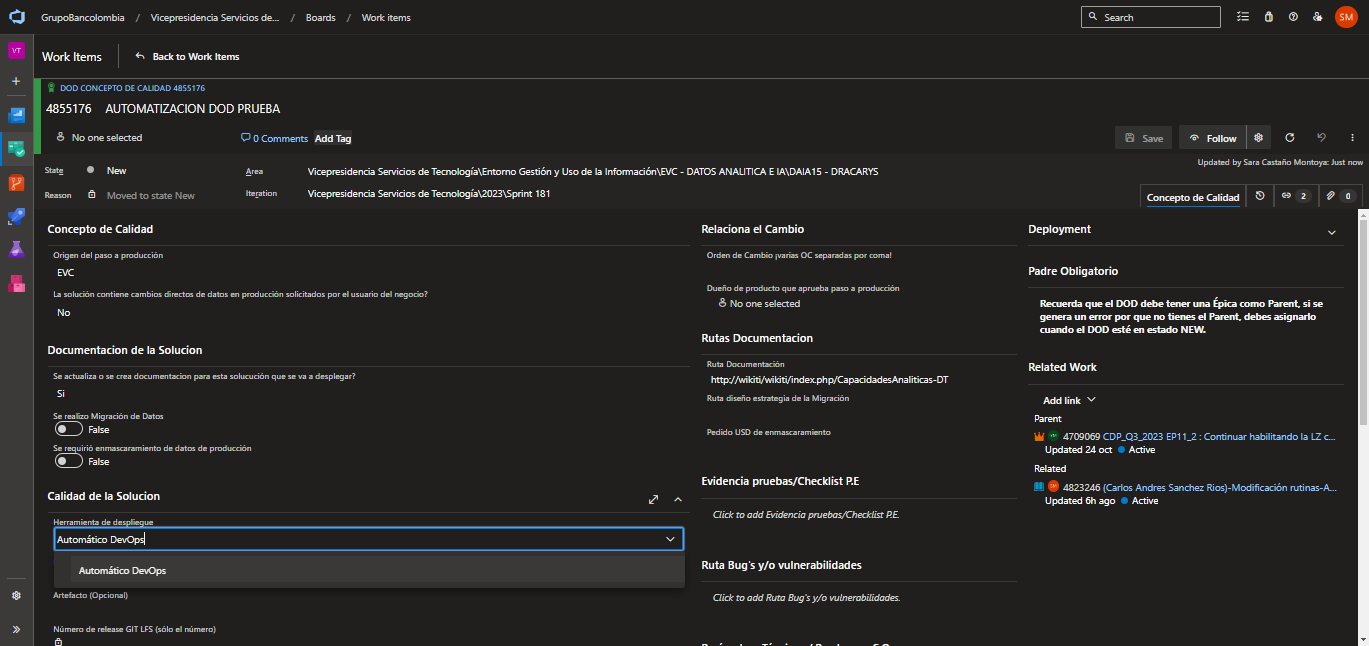 GrupoBancolombia / Vicepresidencia Servicios de... / Boards / Work items
Search
SM
VT
Work Items
Back to Work Items
DOD CONCEPTO DE CALIDAD 4855176
4855176 AUTOMATIZACION DOD PRUEBA
No one selected
0 Comments
Add Tag
Save
Follow
Updated by Sara Castaño Montoya: Just now
State New
Area Vicepresidencia Servicios de Tecnología\Entorno Gestión y Uso de la Información\EVC - DATOS ANALITICA E IA\DAIA15 - DRACARYS
Reason Moved to state New
Iteration Vicepresidencia Servicios de Tecnología\2023\Sprint 181
Concepto de Calidad
2
0
Concepto de Calidad
Origen del paso a producción
EVC
La solución contiene cambios directos de datos en producción solicitados por el usuario del negocio?
No
Documentacion de la Solucion
Se actualiza o se crea documentacion para esta solucución que se va a desplegar?
Si
Se realizo Migración de Datos
False
Se requirió enmascaramiento de datos de producción
False
Calidad de la Solucion
Herramienta de despliegue
Automático DevOps
Automático DevOps
Artefacto (Opcional)
Número de release GIT LFS (sólo el número)
Relaciona el Cambio
Orden de Cambio ¡varias OC separadas por coma!
Dueño de producto que aprueba paso a producción
No one selected
Rutas Documentacion
Ruta Documentación
http://wikiti/wikiti/index.php/CapacidadesAnaliticas-DT
Ruta diseño estrategia de la Migración
Pedido USD de enmascaramiento
Evidencia pruebas/Checklist P.E
Click to add Evidencia pruebas/Checklist P.E.
Ruta Bug's y/o vulnerabilidades
Click to add Ruta Bug's y/o vulnerabilidades.
Deployment
Padre Obligatorio
Recuerda que el DOD debe tener una Épica como Parent, si se
genera un error por que no tienes el Parent, debes asignarlo
cuando el DOD esté en estado NEW.
Related Work
Add link
Parent
4709069 CDP_Q3_2023 EP11_2 : Continuar habilitando la LZ c...
Updated 24 oct Active
Related
SM 4823246 (Carlos Andres Sanchez Rios)-Modificación rutinas-A...
Updated 6h ago Active